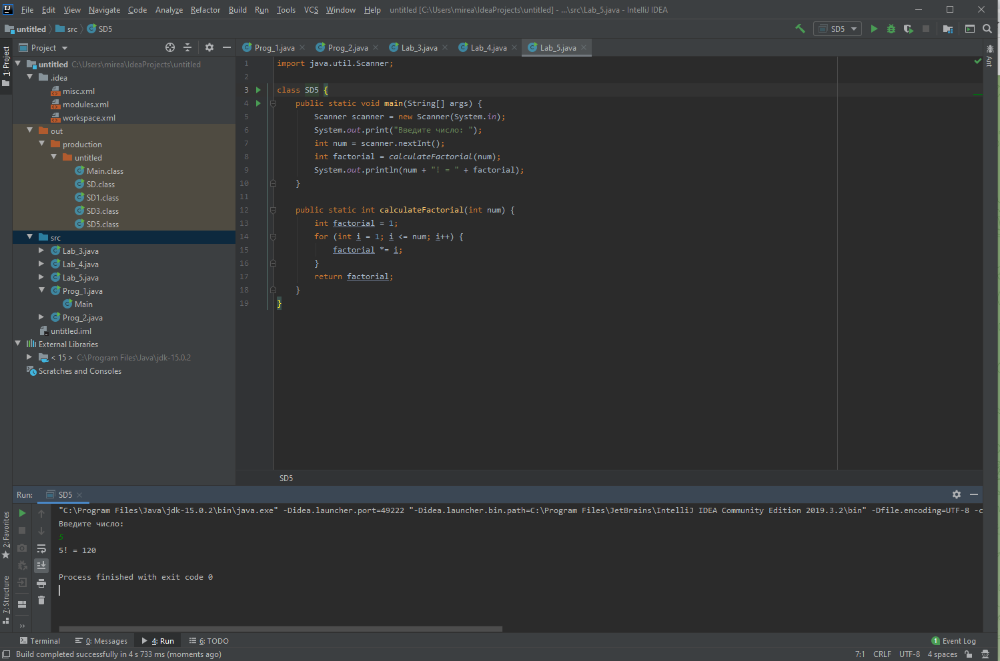 IJ File Edit View Navigate Code Analyze Refactor Build Run Tools VCS Window Help untitled [C:\Users\mirea\IdeaProjects\untitled] - ...\src\Lab_5.java - IntelliJ IDEA
untitled src SD5 SD5
1: Project
Project
Prog_1.java Prog_2.java Lab_3.java Lab_4.java Lab_5.java
Ant
untitled C:\Users\mirea\IdeaProjects\untitled
.idea
misc.xml
modules.xml
workspace.xml
out
production
untitled
Main.class
SD.class
SD1.class
SD3.class
SD5.class
src
Lab_3.java
Lab_4.java
Lab_5.java
Prog_1.java
Main
Prog_2.java
untitled.iml
External Libraries
< 15 > C:\Program Files\Java\jdk-15.0.2
Scratches and Consoles
1 import java.util.Scanner;
2
3 class SD5 {
4 public static void main(String[] args) {
5 Scanner scanner = new Scanner(System.in);
6 System.out.print("Введите число: ");
7 int num = scanner.nextInt();
8 int factorial = calculateFactorial(num);
9 System.out.println(num + "! = " + factorial);
10 }
11
12 public static int calculateFactorial(int num) {
13 int factorial = 1;
14 for (int i = 1; i <= num; i++) {
15 factorial *= i;
16 }
17 return factorial;
18 }
19 }
SD5
Run: SD5
"C:\Program Files\Java\jdk-15.0.2\bin\java.exe" -Didea.launcher.port=49222 "-Didea.launcher.bin.path=C:\Program Files\JetBrains\IntelliJ IDEA Community Edition 2019.3.2\bin" -Dfile.encoding=UTF-8 -c
Введите число:
5
5! = 120
Process finished with exit code 0
2: Favorites
7: Structure
Terminal 0: Messages 4: Run 6: TODO 1 Event Log
Build completed successfully in 4 s 733 ms (moments ago) 7:1 CRLF UTF-8 4 spaces